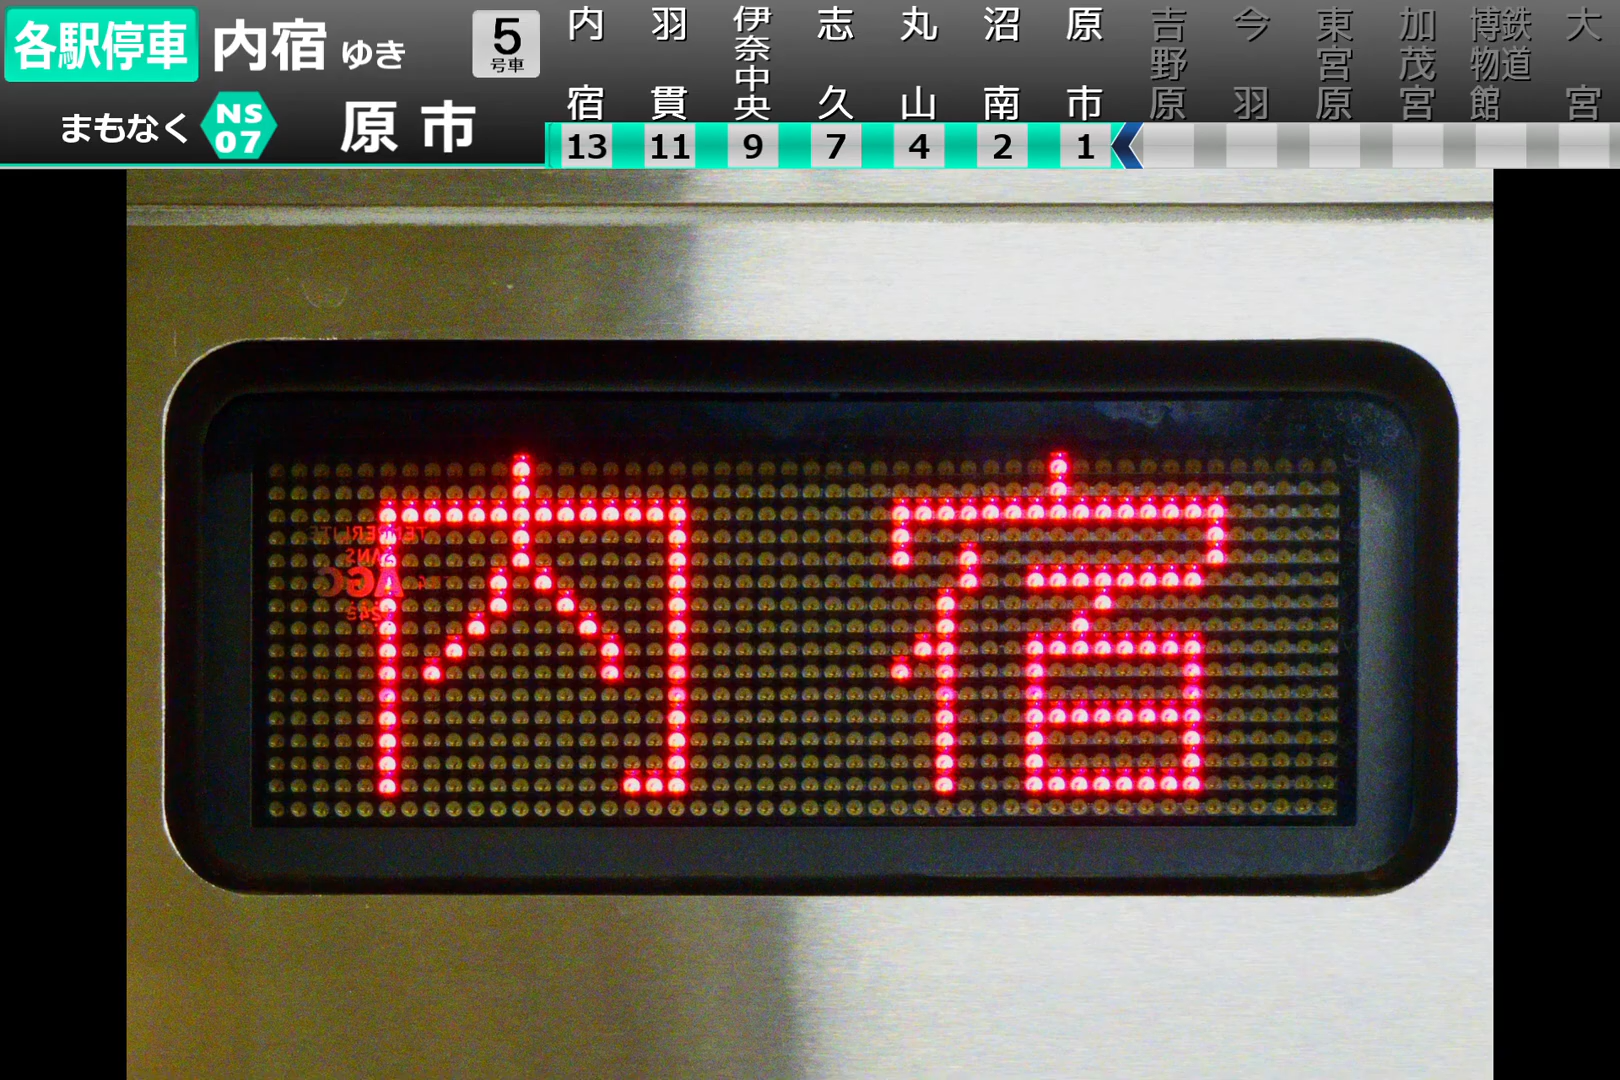 各駅停車 内宿 ゆき
5 号車
まもなく NS 07 原市
内宿 羽貫 伊奈中央 志久 丸山 沼南 原市 吉野原 今羽 東宮原 加茂宮 鉄道博物館 大宮
13 11 9 7 4 2 1
内宿
AGC